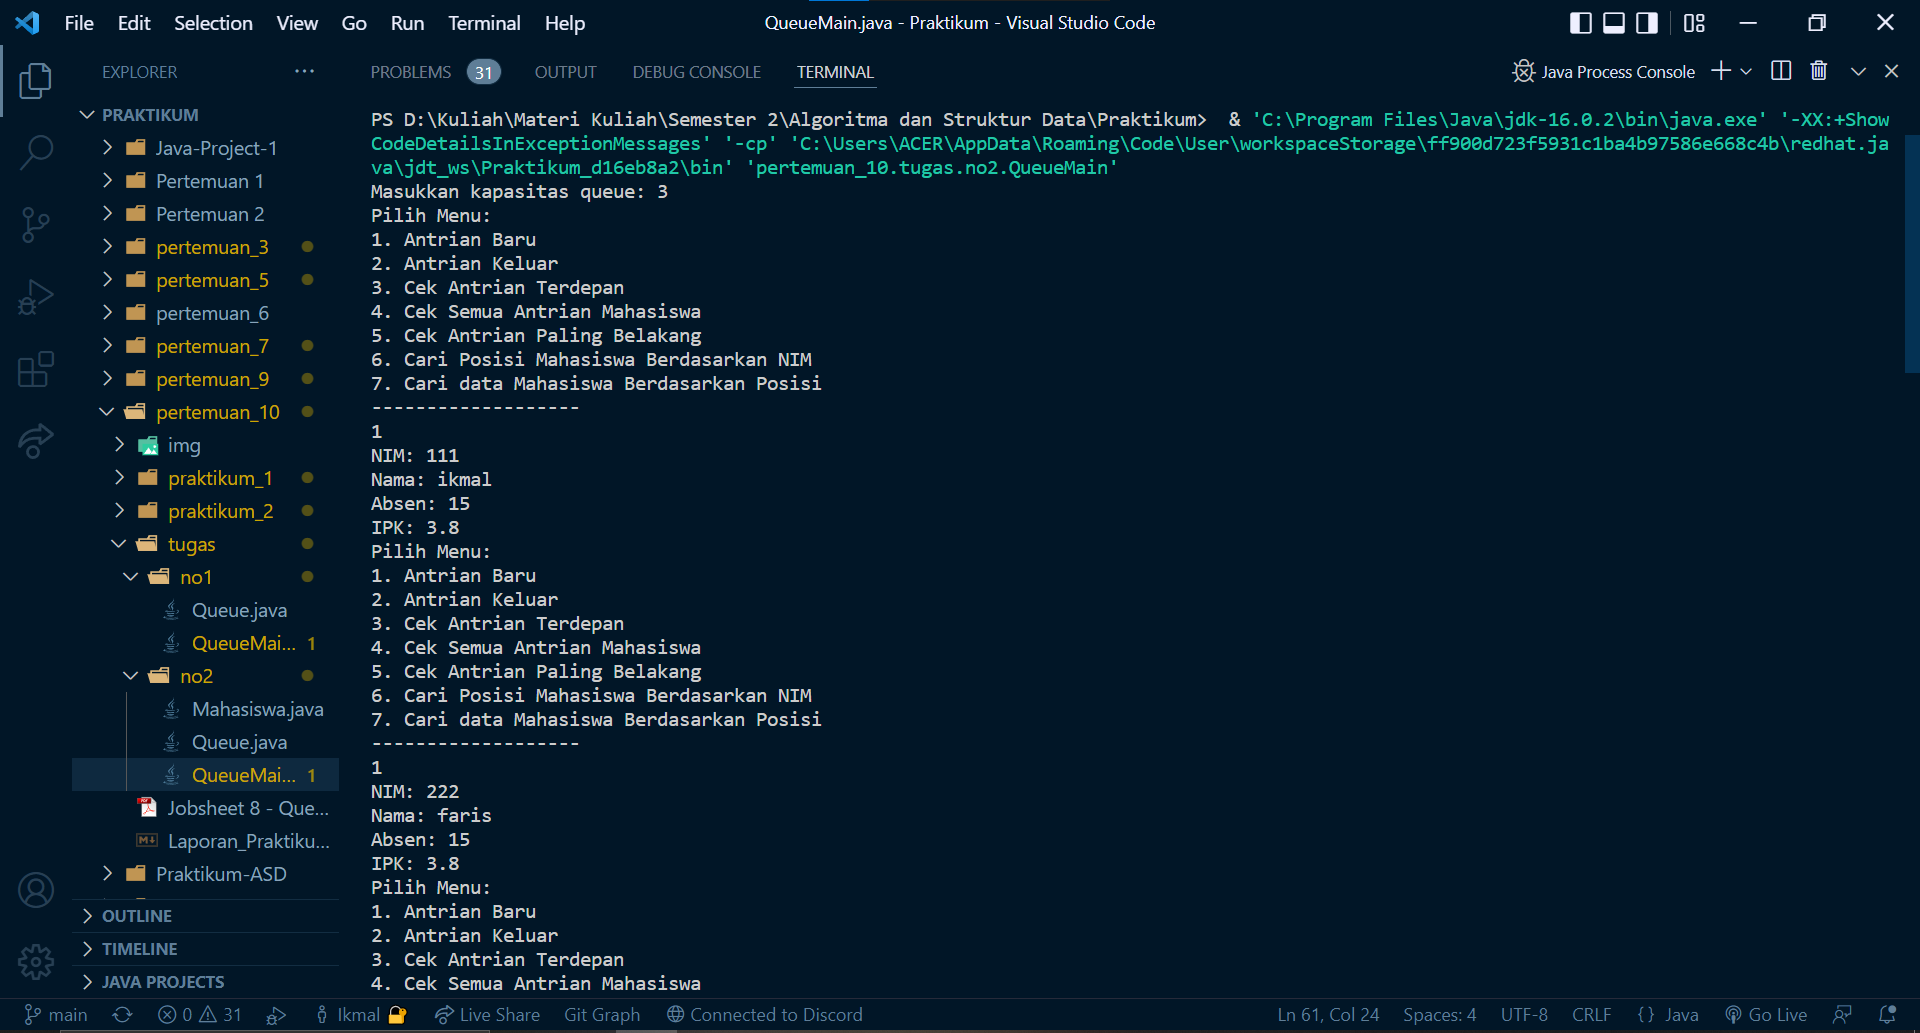 File Edit Selection View Go Run Terminal Help
QueueMain.java - Praktikum - Visual Studio Code
EXPLORER
PRAKTIKUM
Java-Project-1
Pertemuan 1
Pertemuan 2
pertemuan_3
pertemuan_5
pertemuan_6
pertemuan_7
pertemuan_9
pertemuan_10
img
praktikum_1
praktikum_2
tugas
no1
Queue.java
QueueMai... 1
no2
Mahasiswa.java
Queue.java
QueueMai... 1
Jobsheet 8 - Que...
Laporan_Praktiku...
Praktikum-ASD
OUTLINE
TIMELINE
JAVA PROJECTS
PROBLEMS 31 OUTPUT DEBUG CONSOLE TERMINAL
Java Process Console
PS D:\Kuliah\Materi Kuliah\Semester 2\Algoritma dan Struktur Data\Praktikum>  & 'C:\Program Files\Java\jdk-16.0.2\bin\java.exe' '-XX:+Show
CodeDetailsInExceptionMessages' '-cp' 'C:\Users\ACER\AppData\Roaming\Code\User\workspaceStorage\ff900d723f5931c1ba4b97586e668c4b\redhat.ja
va\jdt_ws\Praktikum_d16eb8a2\bin' 'pertemuan_10.tugas.no2.QueueMain'
Masukkan kapasitas queue: 3
Pilih Menu:
1. Antrian Baru
2. Antrian Keluar
3. Cek Antrian Terdepan
4. Cek Semua Antrian Mahasiswa
5. Cek Antrian Paling Belakang
6. Cari Posisi Mahasiswa Berdasarkan NIM
7. Cari data Mahasiswa Berdasarkan Posisi
-------------------
1
NIM: 111
Nama: ikmal
Absen: 15
IPK: 3.8
Pilih Menu:
1. Antrian Baru
2. Antrian Keluar
3. Cek Antrian Terdepan
4. Cek Semua Antrian Mahasiswa
5. Cek Antrian Paling Belakang
6. Cari Posisi Mahasiswa Berdasarkan NIM
7. Cari data Mahasiswa Berdasarkan Posisi
-------------------
1
NIM: 222
Nama: faris
Absen: 15
IPK: 3.8
Pilih Menu:
1. Antrian Baru
2. Antrian Keluar
3. Cek Antrian Terdepan
4. Cek Semua Antrian Mahasiswa
main 0 31 Ikmal Live Share Git Graph Connected to Discord Ln 61, Col 24 Spaces: 4 UTF-8 CRLF {} Java Go Live